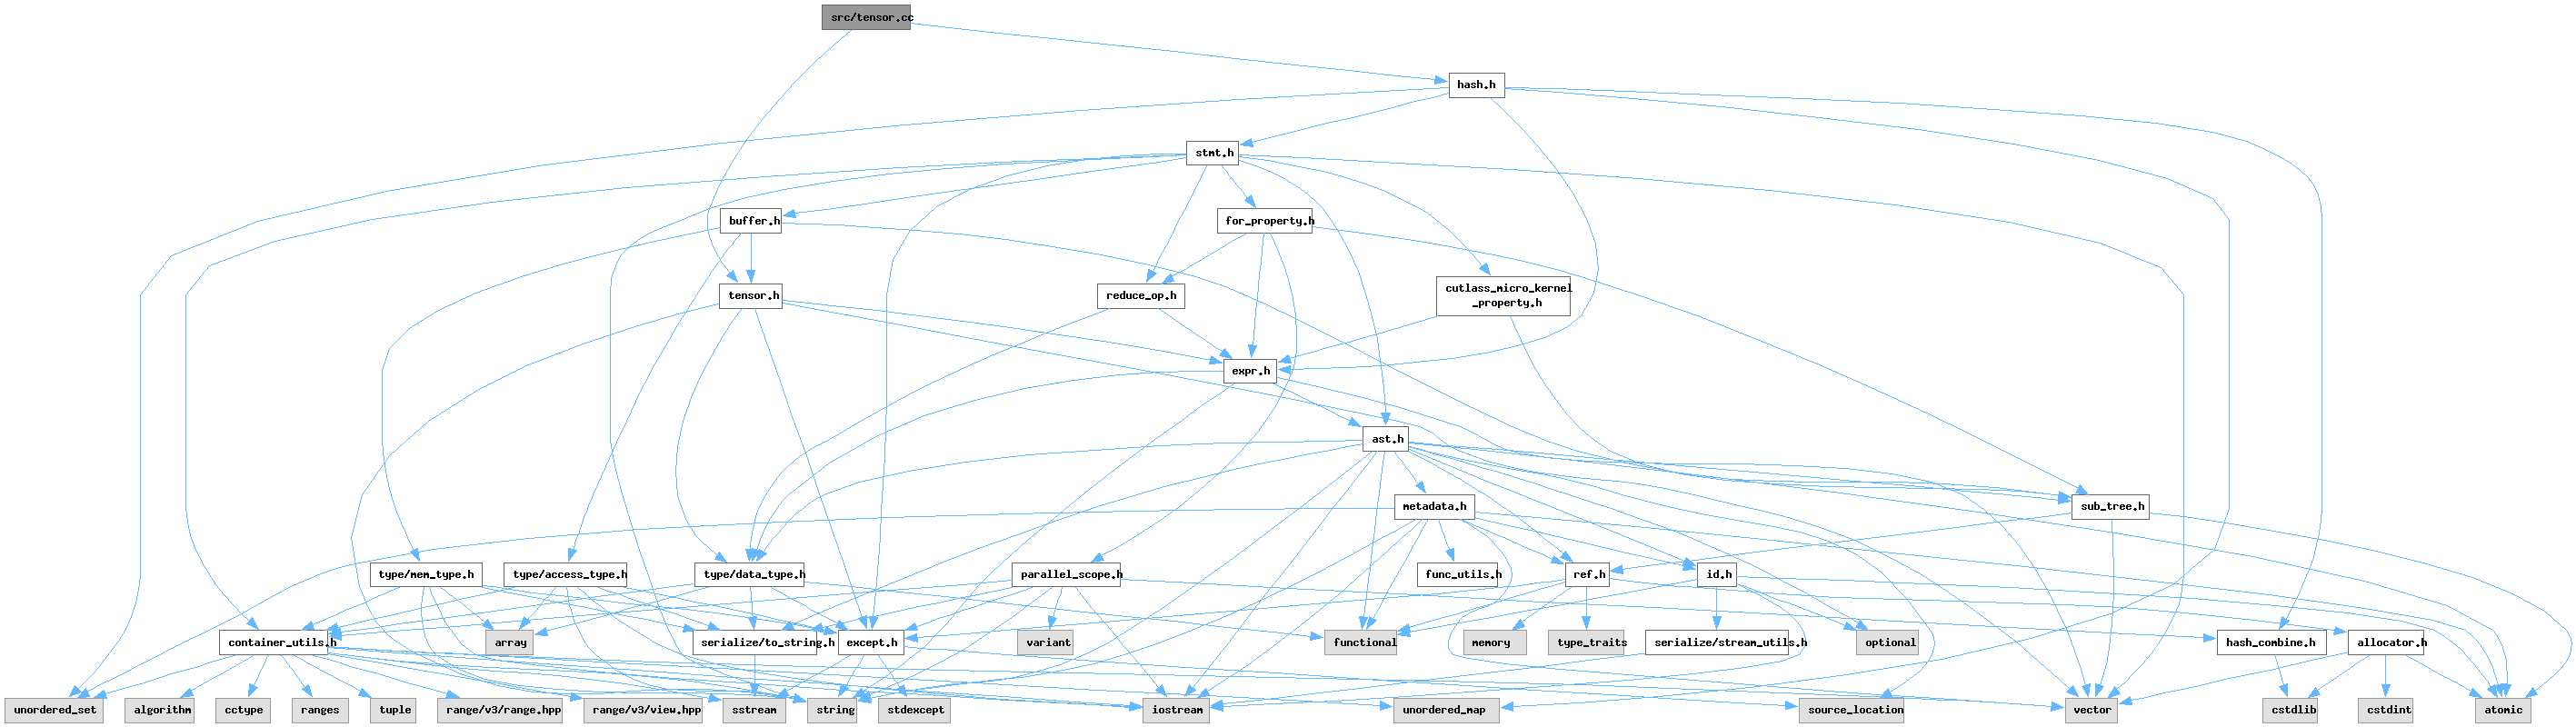 src/tensor.cc
hash.h
stmt.h
buffer.h
for_property.h
tensor.h
reduce_op.h
cutlass_micro_kernel
_property.h
expr.h
ast.h
metadata.h
sub_tree.h
type/mem_type.h
type/access_type.h
type/data_type.h
parallel_scope.h
func_utils.h
ref.h
id.h
container_utils.h
array
serialize/to_string.h
except.h
variant
functional
memory
type_traits
serialize/stream_utils.h
optional
hash_combine.h
allocator.h
unordered_set
algorithm
cctype
ranges
tuple
range/v3/range.hpp
range/v3/view.hpp
sstream
string
stdexcept
iostream
unordered_map
source_location
vector
cstdlib
cstdint
atomic